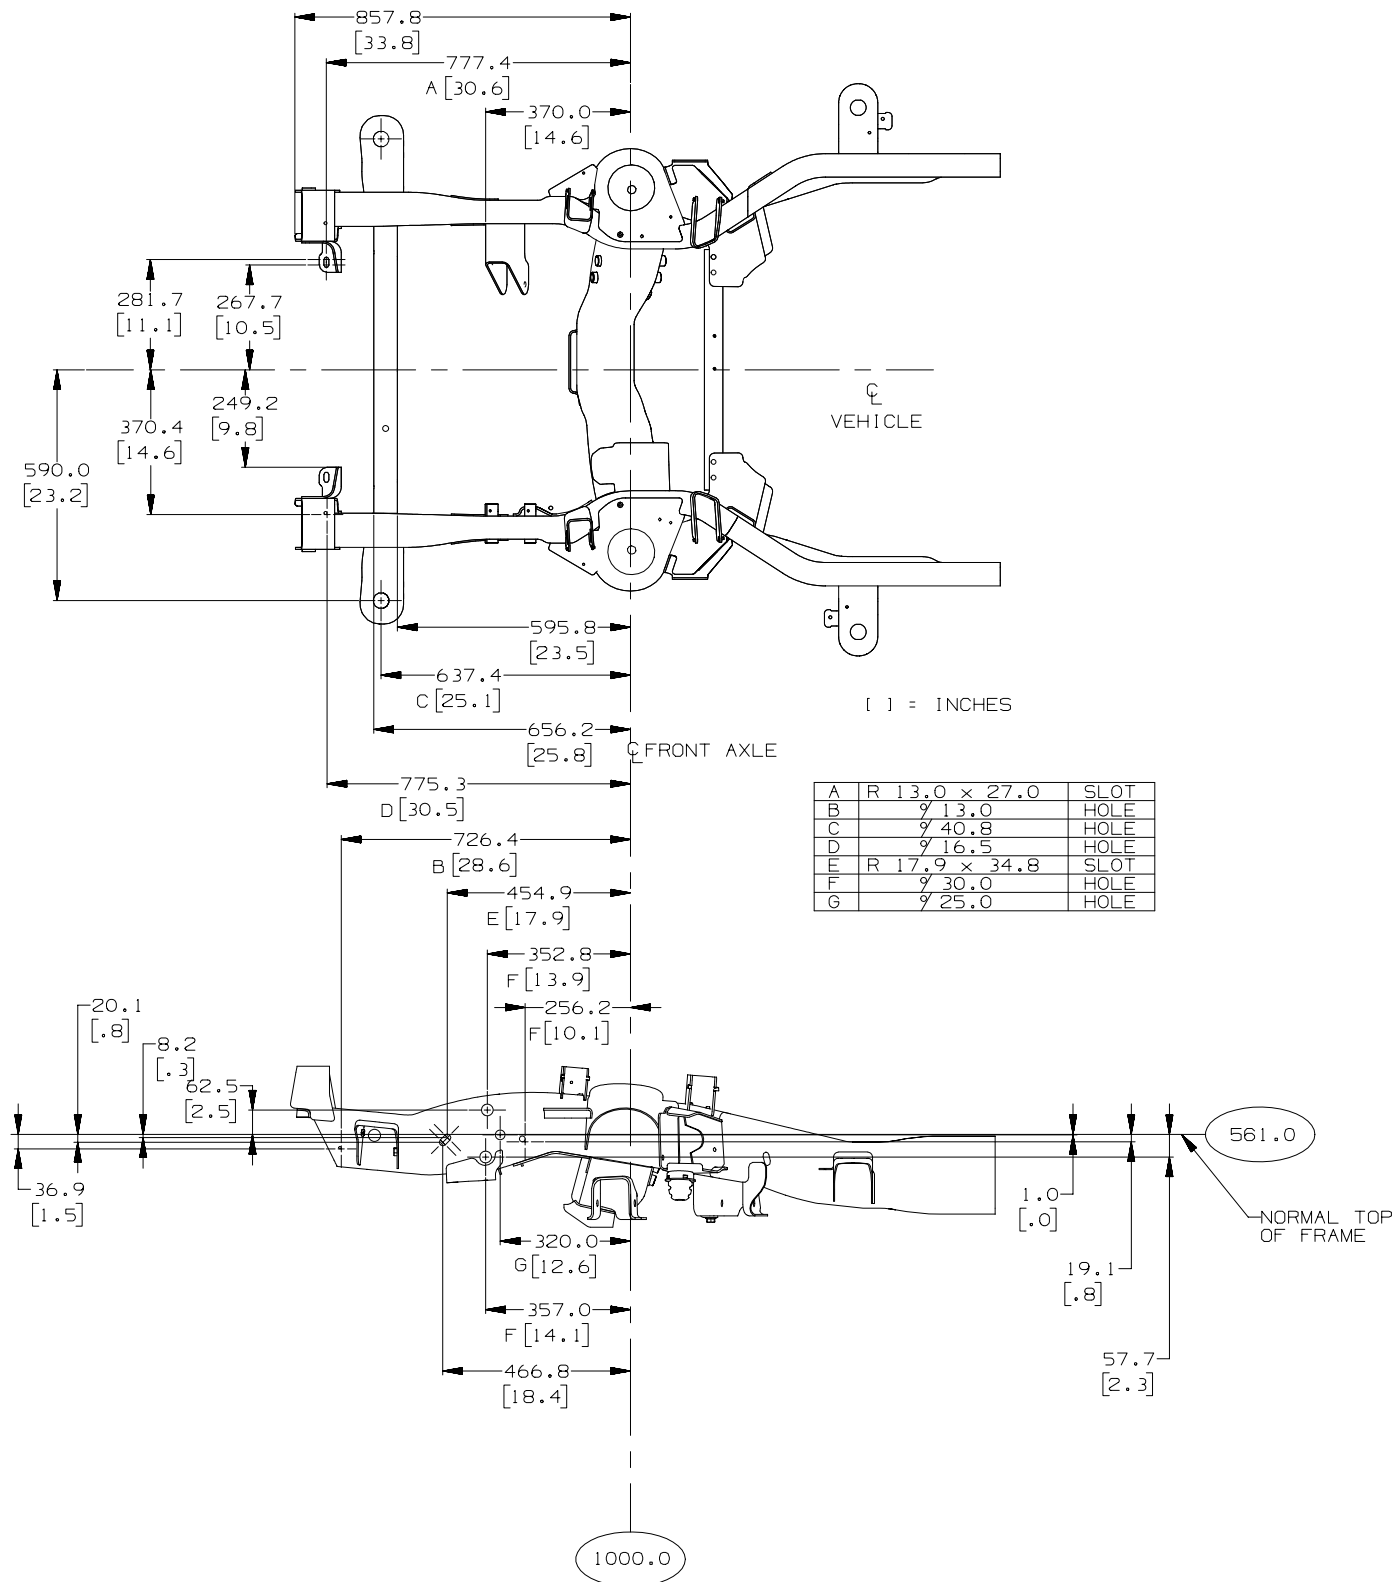 857.8
[33.8]
777.4
A [30.6]
370.0
[14.6]
281.7
[11.1]
267.7
[10.5]
249.2
[9.8]
370.4
[14.6]
590.0
[23.2]
℄
VEHICLE
595.8
[23.5]
637.4
C [25.1]
[ ] = INCHES
656.2
[25.8]
℄ FRONT AXLE
775.3
D [30.5]
726.4
B [28.6]
454.9
E [17.9]
352.8
F [13.9]
256.2
F [10.1]
A R 13.0 x 27.0 SLOT
B ⌀ 13.0 HOLE
C ⌀ 40.8 HOLE
D ⌀ 16.5 HOLE
E R 17.9 x 34.8 SLOT
F ⌀ 30.0 HOLE
G ⌀ 25.0 HOLE
20.1
[.8]
8.2
[.3]
62.5
[2.5]
561.0
36.9
[1.5]
1.0
[.0]
NORMAL TOP
OF FRAME
320.0
G [12.6]
19.1
[.8]
357.0
F [14.1]
57.7
[2.3]
466.8
[18.4]
1000.0